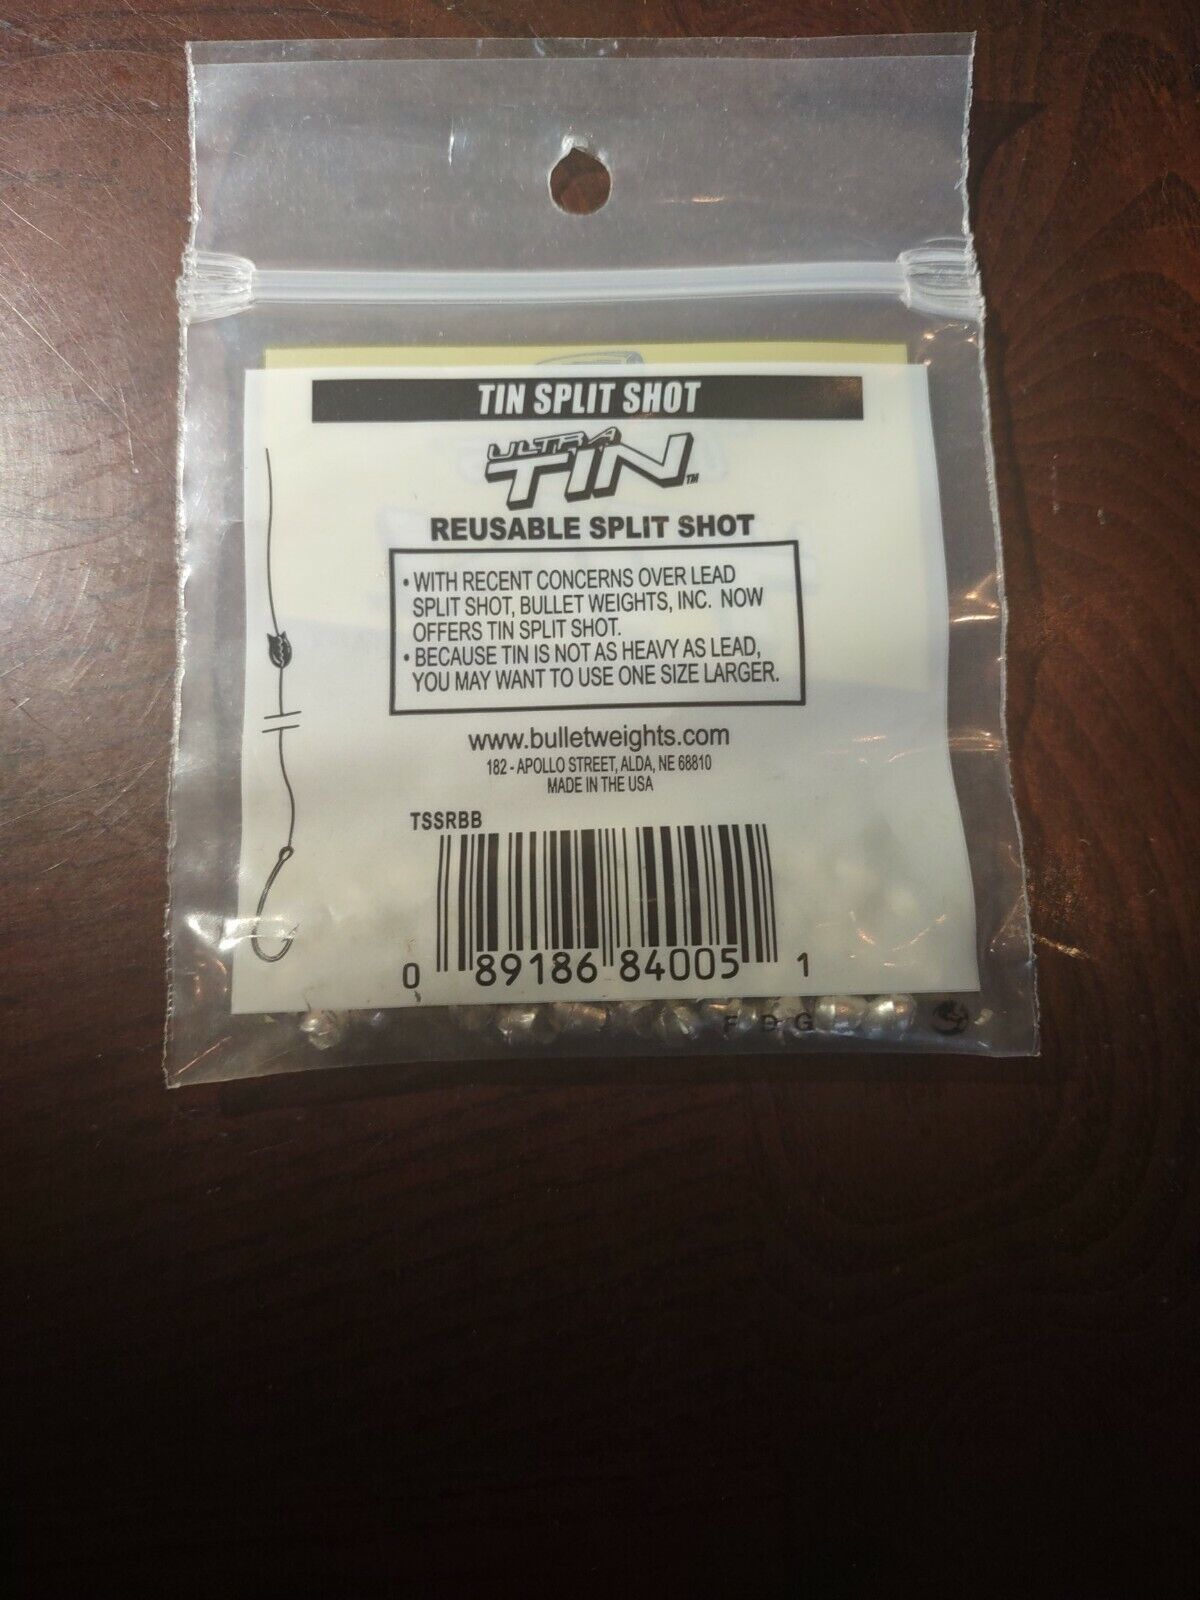 TIN SPLIT SHOT
ULTRA
TIN™
REUSABLE SPLIT SHOT
• WITH RECENT CONCERNS OVER LEAD
SPLIT SHOT, BULLET WEIGHTS, INC. NOW
OFFERS TIN SPLIT SHOT.
• BECAUSE TIN IS NOT AS HEAVY AS LEAD,
YOU MAY WANT TO USE ONE SIZE LARGER.
www.bulletweights.com
182 - APOLLO STREET, ALDA, NE 68810
MADE IN THE USA
TSSRBB
0 89186 84005 1
F D G